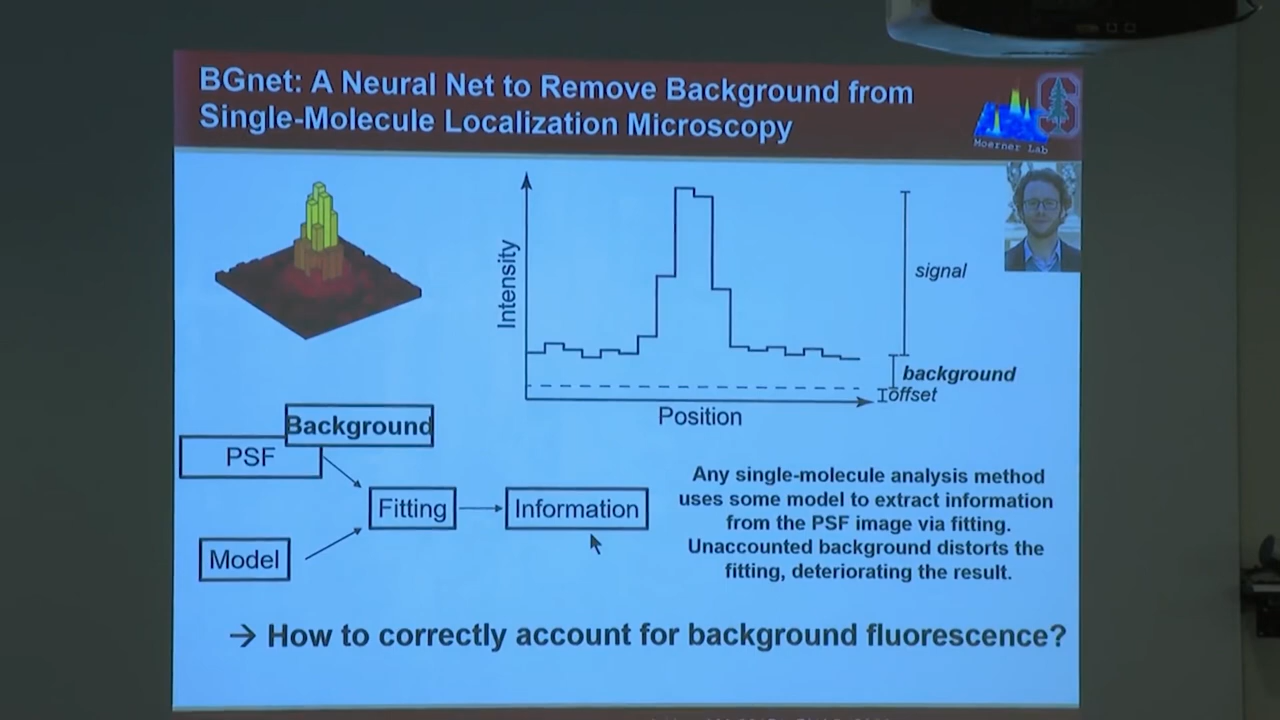 BGnet: A Neural Net to Remove Background from
Single-Molecule Localization Microscopy
S
Moerner Lab
Intensity
Position
signal
background
offset
Background
PSF
Fitting
Information
Model
Any single-molecule analysis method
uses some model to extract information
from the PSF image via fitting.
Unaccounted background distorts the
fitting, deteriorating the result.
→ How to correctly account for background fluorescence?